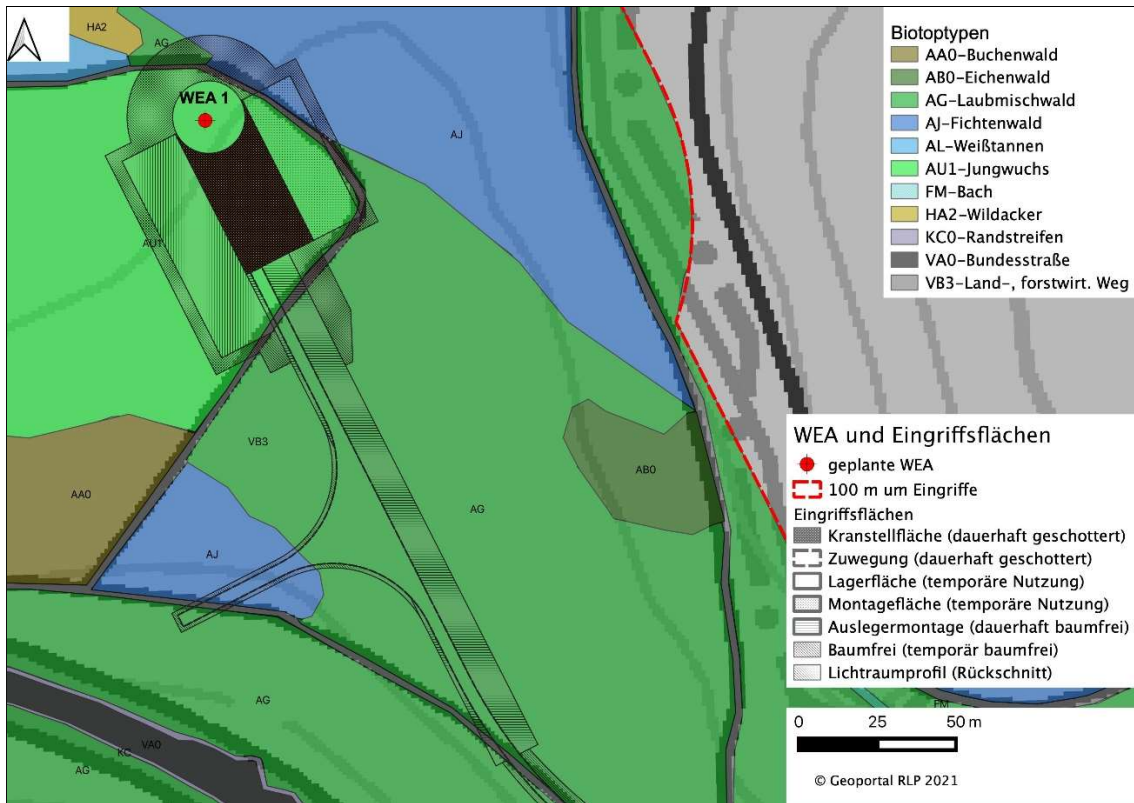 HA2
AG
WEA 1
AJ
AU1
VB3
AG
AB0
AA0
AJ
AG
VA0
KC
AG
FM
Biotoptypen
AA0-Buchenwald
AB0-Eichenwald
AG-Laubmischwald
AJ-Fichtenwald
AL-Weißtannen
AU1-Jungwuchs
FM-Bach
HA2-Wildacker
KC0-Randstreifen
VA0-Bundesstraße
VB3-Land-, forstwirt. Weg
WEA und Eingriffsflächen
geplante WEA
100 m um Eingriffe
Eingriffsflächen
Kranstellfläche (dauerhaft geschottert)
Zuwegung (dauerhaft geschottert)
Lagerfläche (temporäre Nutzung)
Montagefläche (temporäre Nutzung)
Auslegermontage (dauerhaft baumfrei)
Baumfrei (temporär baumfrei)
Lichtraumprofil (Rückschnitt)
0 25 50 m
© Geoportal RLP 2021